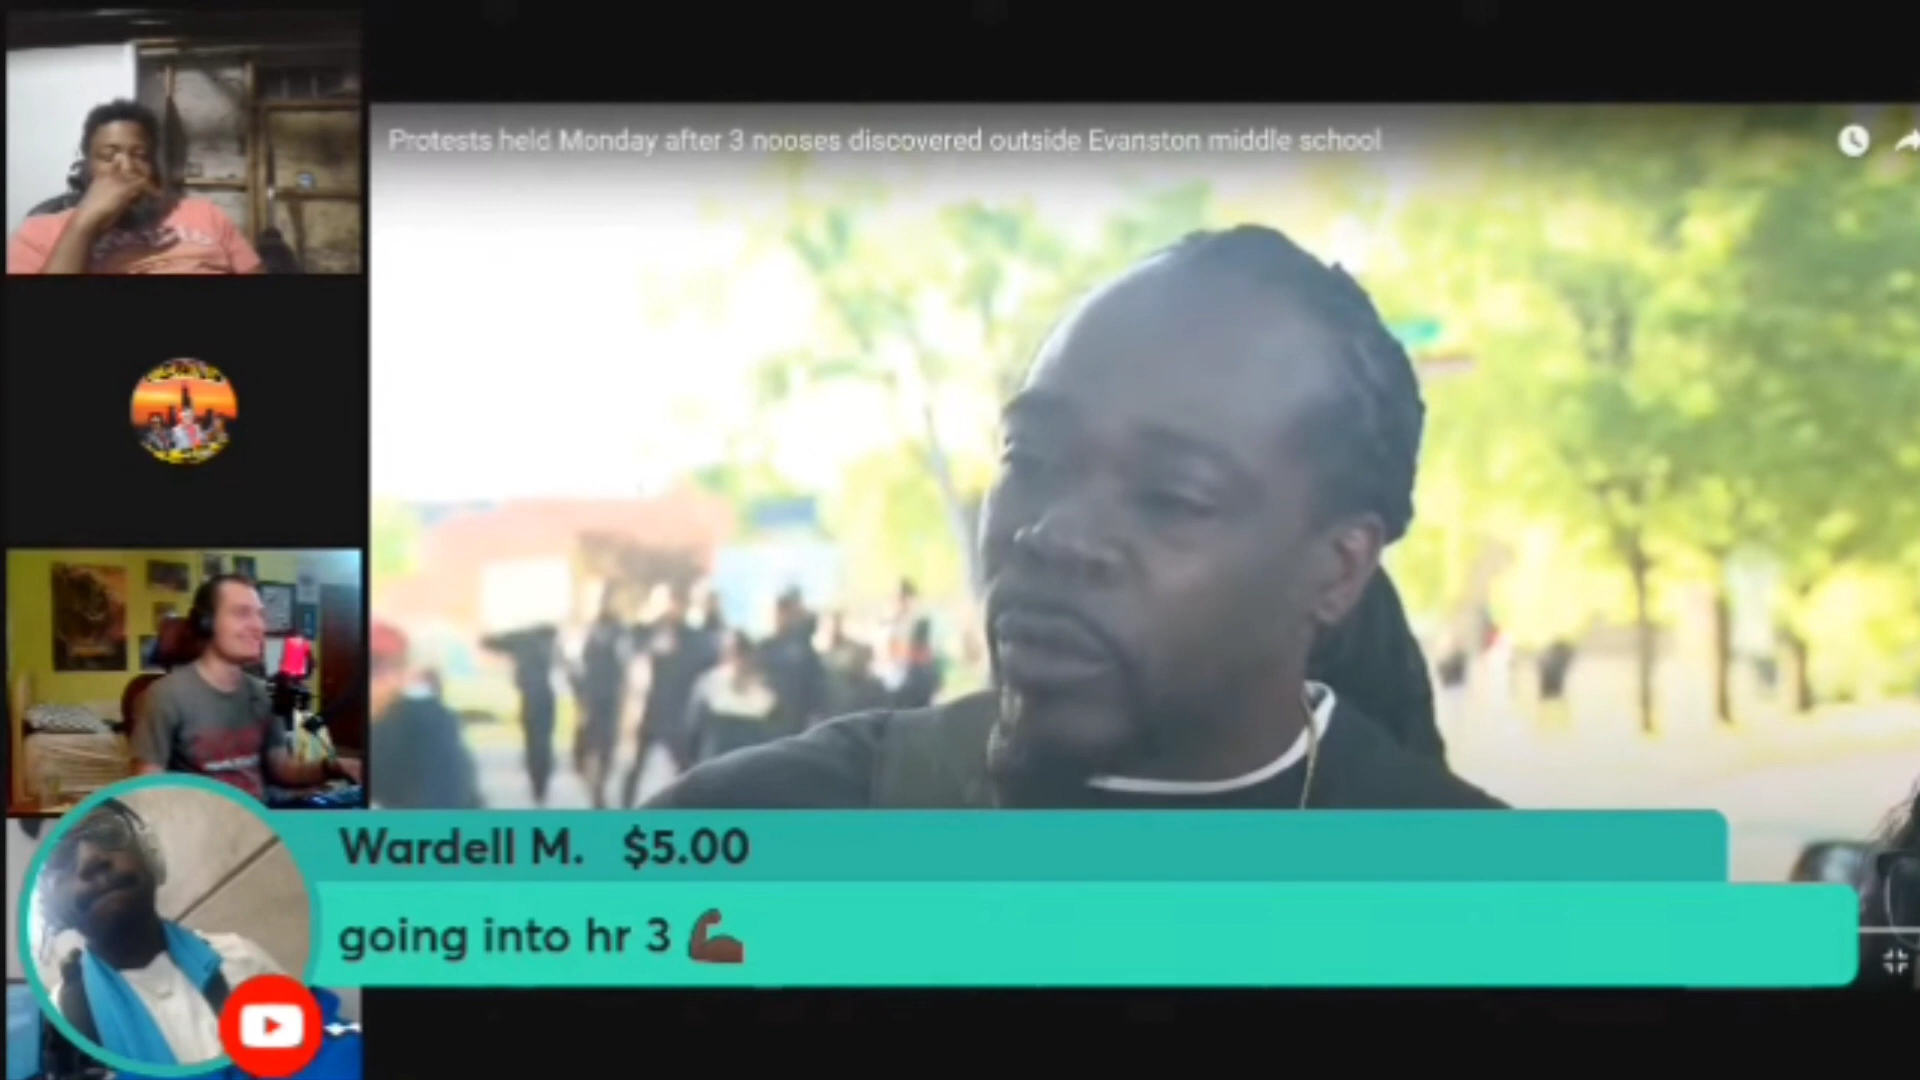 Protests held Monday after 3 nooses discovered outside Evanston middle school
Wardell M. $5.00
going into hr 3 💪🏿